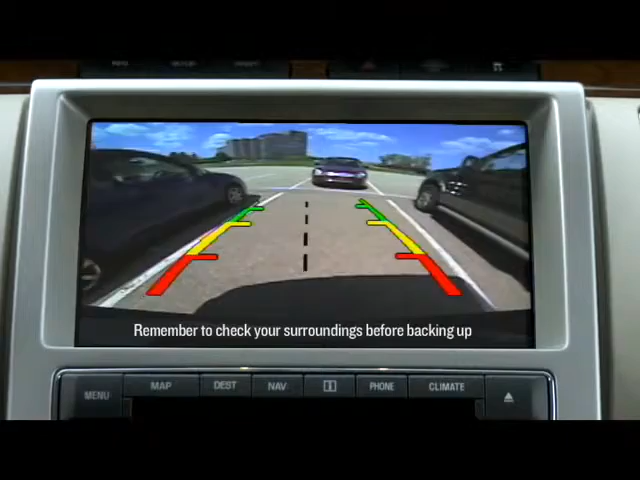 Remember to check your surroundings before backing up
MENU MAP DEST NAV i PHONE CLIMATE